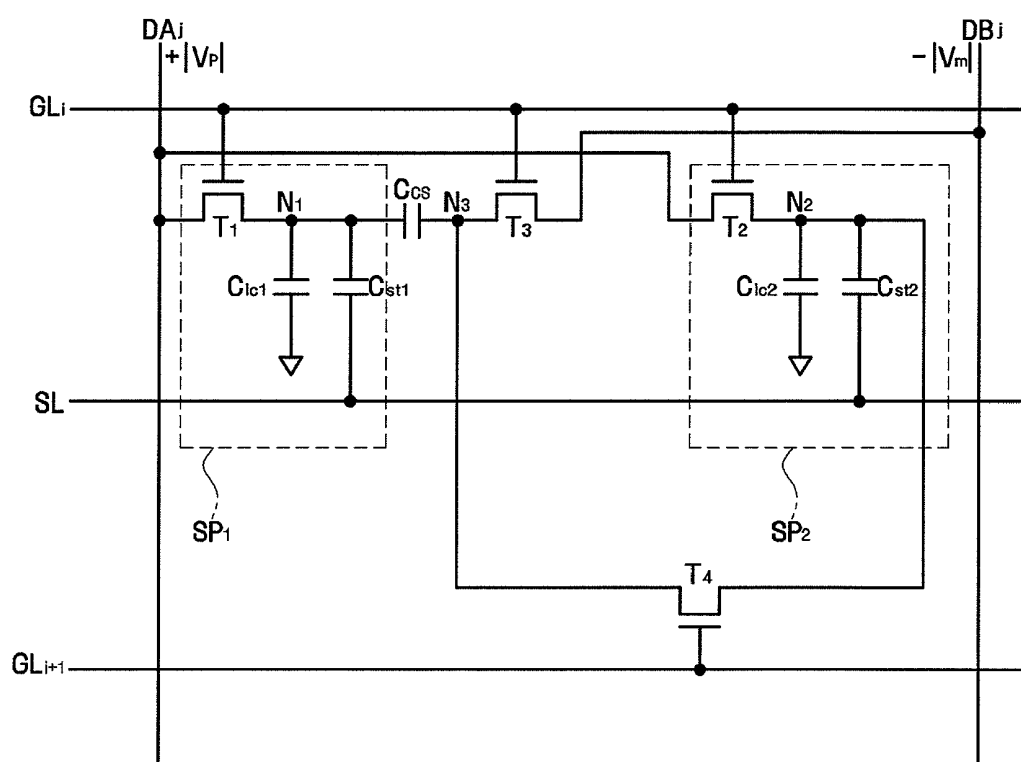 DAj
DBj
+|VP|
-|Vm|
GLi
CCS
N1
N3
N2
T1
T3
T2
Clc1
Cst1
Clc2
Cst2
SL
SP1
SP2
T4
GLi+1